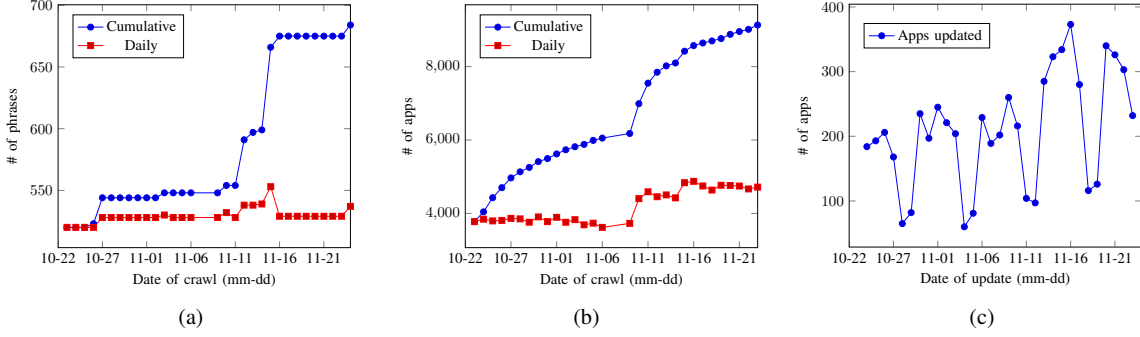 700
650
600
550
# of phrases
Cumulative
Daily
10-22 10-27 11-01 11-06 11-11 11-16 11-21
Date of crawl (mm-dd)
(a)
8,000
6,000
4,000
# of apps
Cumulative
Daily
10-22 10-27 11-01 11-06 11-11 11-16 11-21
Date of crawl (mm-dd)
(b)
400
300
200
100
# of apps
Apps updated
10-22 10-27 11-01 11-06 11-11 11-16 11-21
Date of update (mm-dd)
(c)